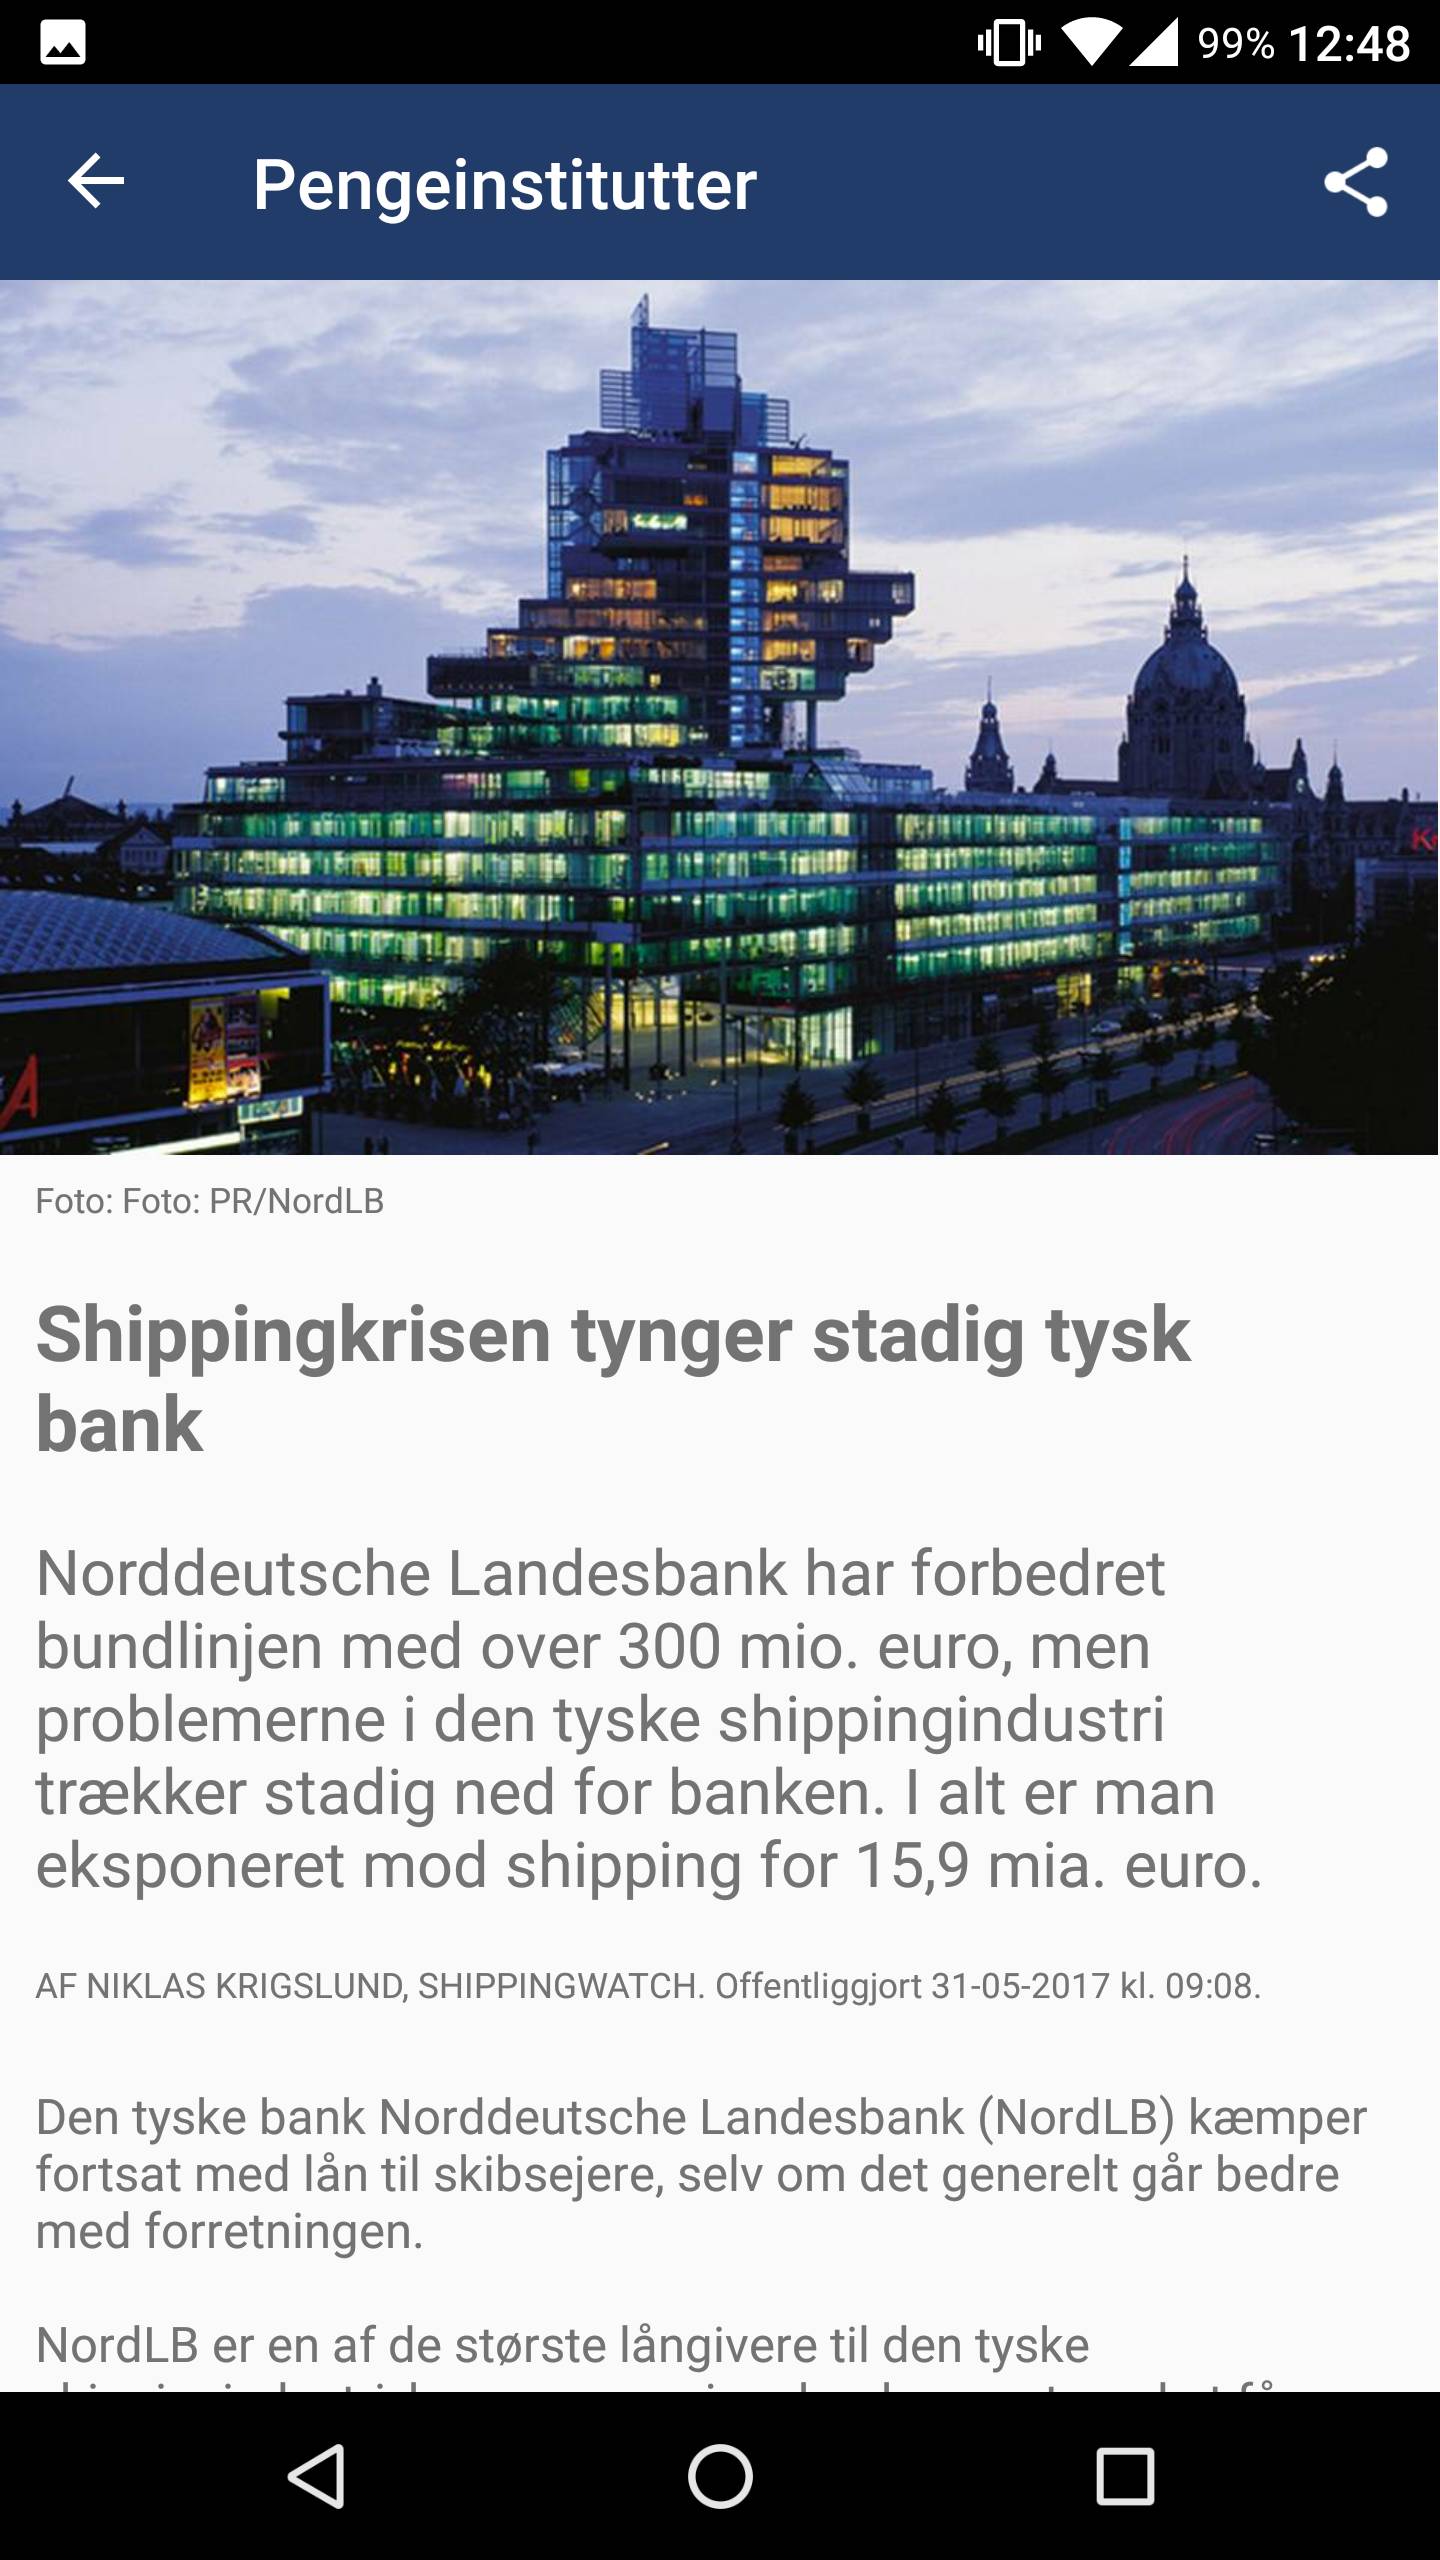 99% 12:48
Pengeinstitutter
Kr
A
Foto: Foto: PR/NordLB
Shippingkrisen tynger stadig tysk
bank
Norddeutsche Landesbank har forbedret
bundlinjen med over 300 mio. euro, men
problemerne i den tyske shippingindustri
trækker stadig ned for banken. I alt er man
eksponeret mod shipping for 15,9 mia. euro.
AF NIKLAS KRIGSLUND, SHIPPINGWATCH. Offentliggjort 31-05-2017 kl. 09:08.
Den tyske bank Norddeutsche Landesbank (NordLB) kæmper
fortsat med lån til skibsejere, selv om det generelt går bedre
med forretningen.
NordLB er en af de største långivere til den tyske